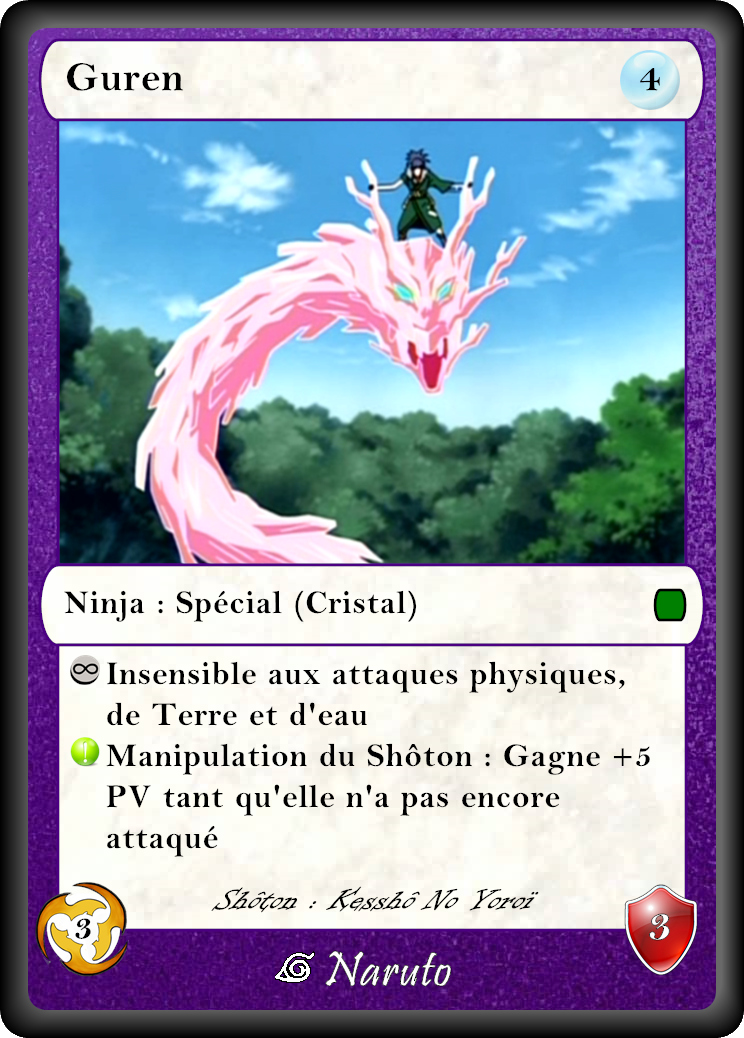 Guren
4
Ninja : Spécial (Cristal)
Insensible aux attaques physiques,
de Terre et d'eau
! Manipulation du Shôton : Gagne +5
PV tant qu'elle n'a pas encore
attaqué
Shôton : Kesshô No Yoroï
3
3
Naruto